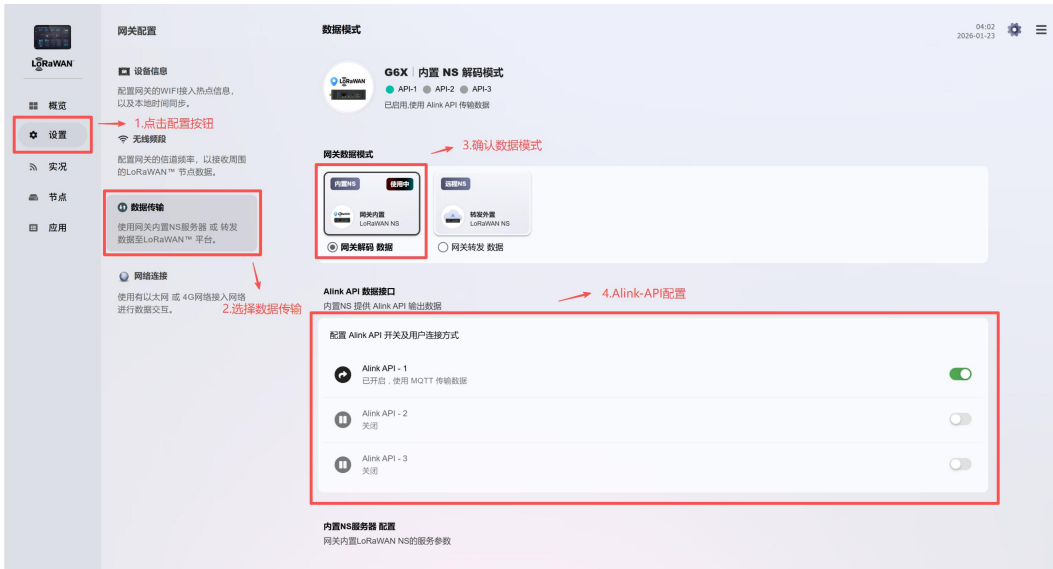 LoRaWAN
概览
设置
实况
节点
应用
网关配置
设备信息
配置网关的WIFI接入热点信息，
以及本地时间同步。
1.点击配置按钮
无线频段
配置网关的信道频率，以接收周围
的LoRaWAN™ 节点数据。
数据传输
使用网关内置NS服务器 或 转发
数据至LoRaWAN™ 平台。
网络连接
使用有以太网 或 4G网络接入网络
进行数据交互。
2.选择数据传输
数据模式
04:02
2026-01-23
LoRaWAN
G6X 内置 NS 解码模式
API-1 API-2 API-3
已启用,使用 Alink API 传输数据
网关数据模式
3.确认数据模式
内置NS 使用中
网关内置
LoRaWAN NS
网关解码 数据
远程NS
转发外置
LoRaWAN NS
网关转发 数据
Alink API 数据接口
内置NS 提供 Alink API 输出数据
4.Alink-API配置
配置 Alink API 开关及用户连接方式
Alink API - 1
已开启，使用 MQTT 传输数据
Alink API - 2
关闭
Alink API - 3
关闭
内置NS服务器 配置
网关内置LoRaWAN NS的服务参数